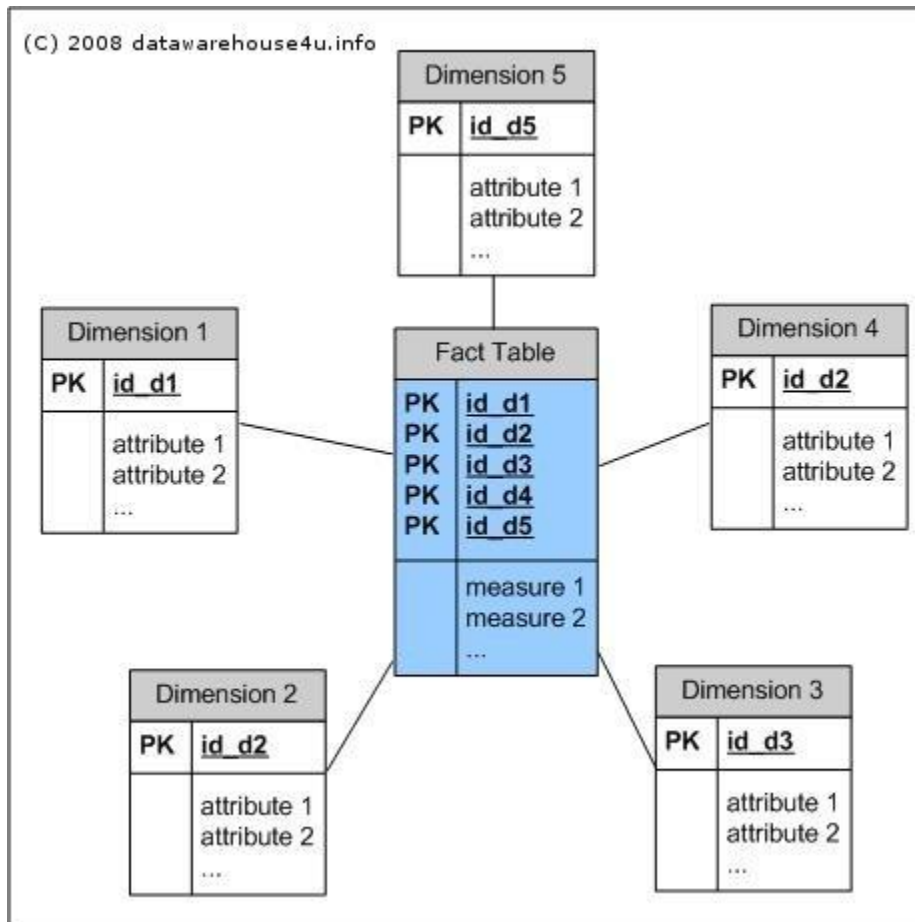 (C) 2008 datawarehouse4u.info
Dimension 5
PK id_d5
attribute 1
attribute 2
...
Dimension 1
PK id_d1
attribute 1
attribute 2
...
Fact Table
PK id_d1
PK id_d2
PK id_d3
PK id_d4
PK id_d5
measure 1
measure 2
...
Dimension 4
PK id_d2
attribute 1
attribute 2
...
Dimension 2
PK id_d2
attribute 1
attribute 2
...
Dimension 3
PK id_d3
attribute 1
attribute 2
...